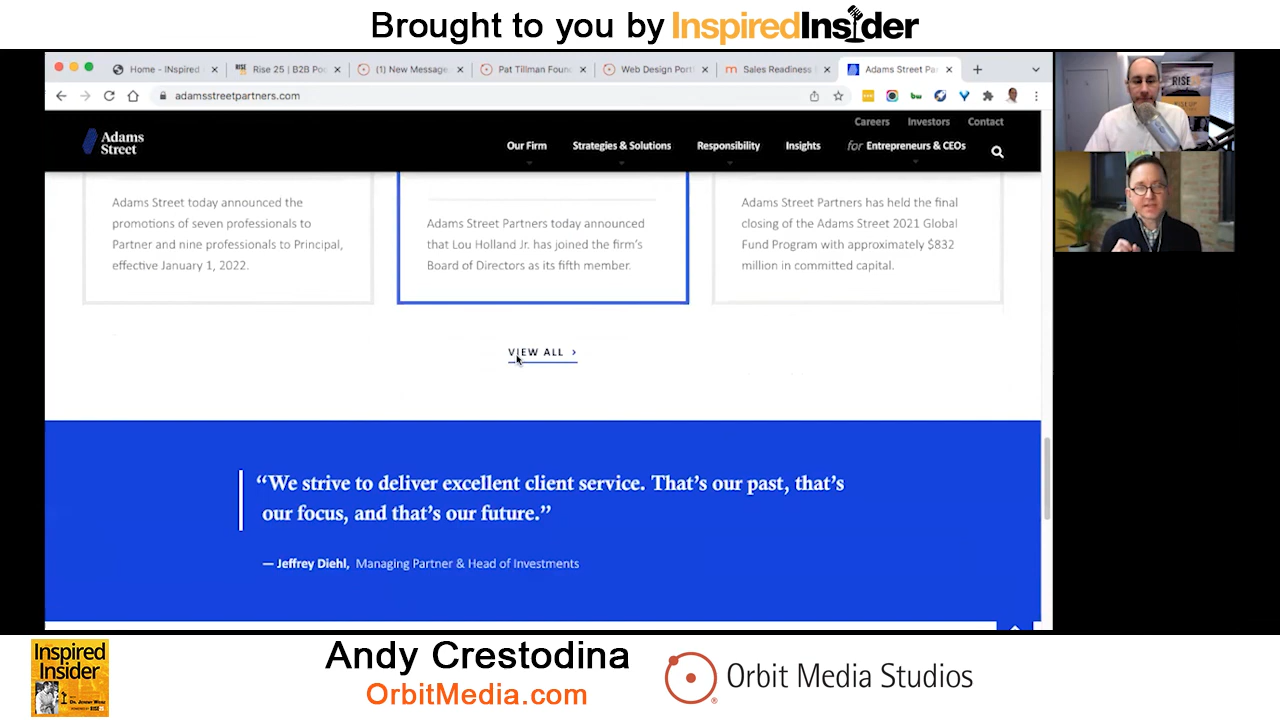 Brought to you by InspiredInsider
Home - INspired
Rise 25 | B2B Po
(1) New Message
Pat Tillman Foun
Web Design Port
Sales Readiness
Adams Street Pa
adamsstreetpartners.com
Careers
Investors
Contact
Adams
Street
Our Firm
Strategies & Solutions
Responsibility
Insights
for Entrepreneurs & CEOs
Adams Street today announced the
promotions of seven professionals to
Partner and nine professionals to Principal,
effective January 1, 2022.
Adams Street Partners today announced
that Lou Holland Jr. has joined the firm's
Board of Directors as its fifth member.
Adams Street Partners has held the final
closing of the Adams Street 2021 Global
Fund Program with approximately $832
million in committed capital.
VIEW ALL >
“We strive to deliver excellent client service. That’s our past, that’s
our focus, and that’s our future.”
— Jeffrey Diehl, Managing Partner & Head of Investments
RISE
Inspired
Insider
Andy Crestodina
OrbitMedia.com
Orbit Media Studios